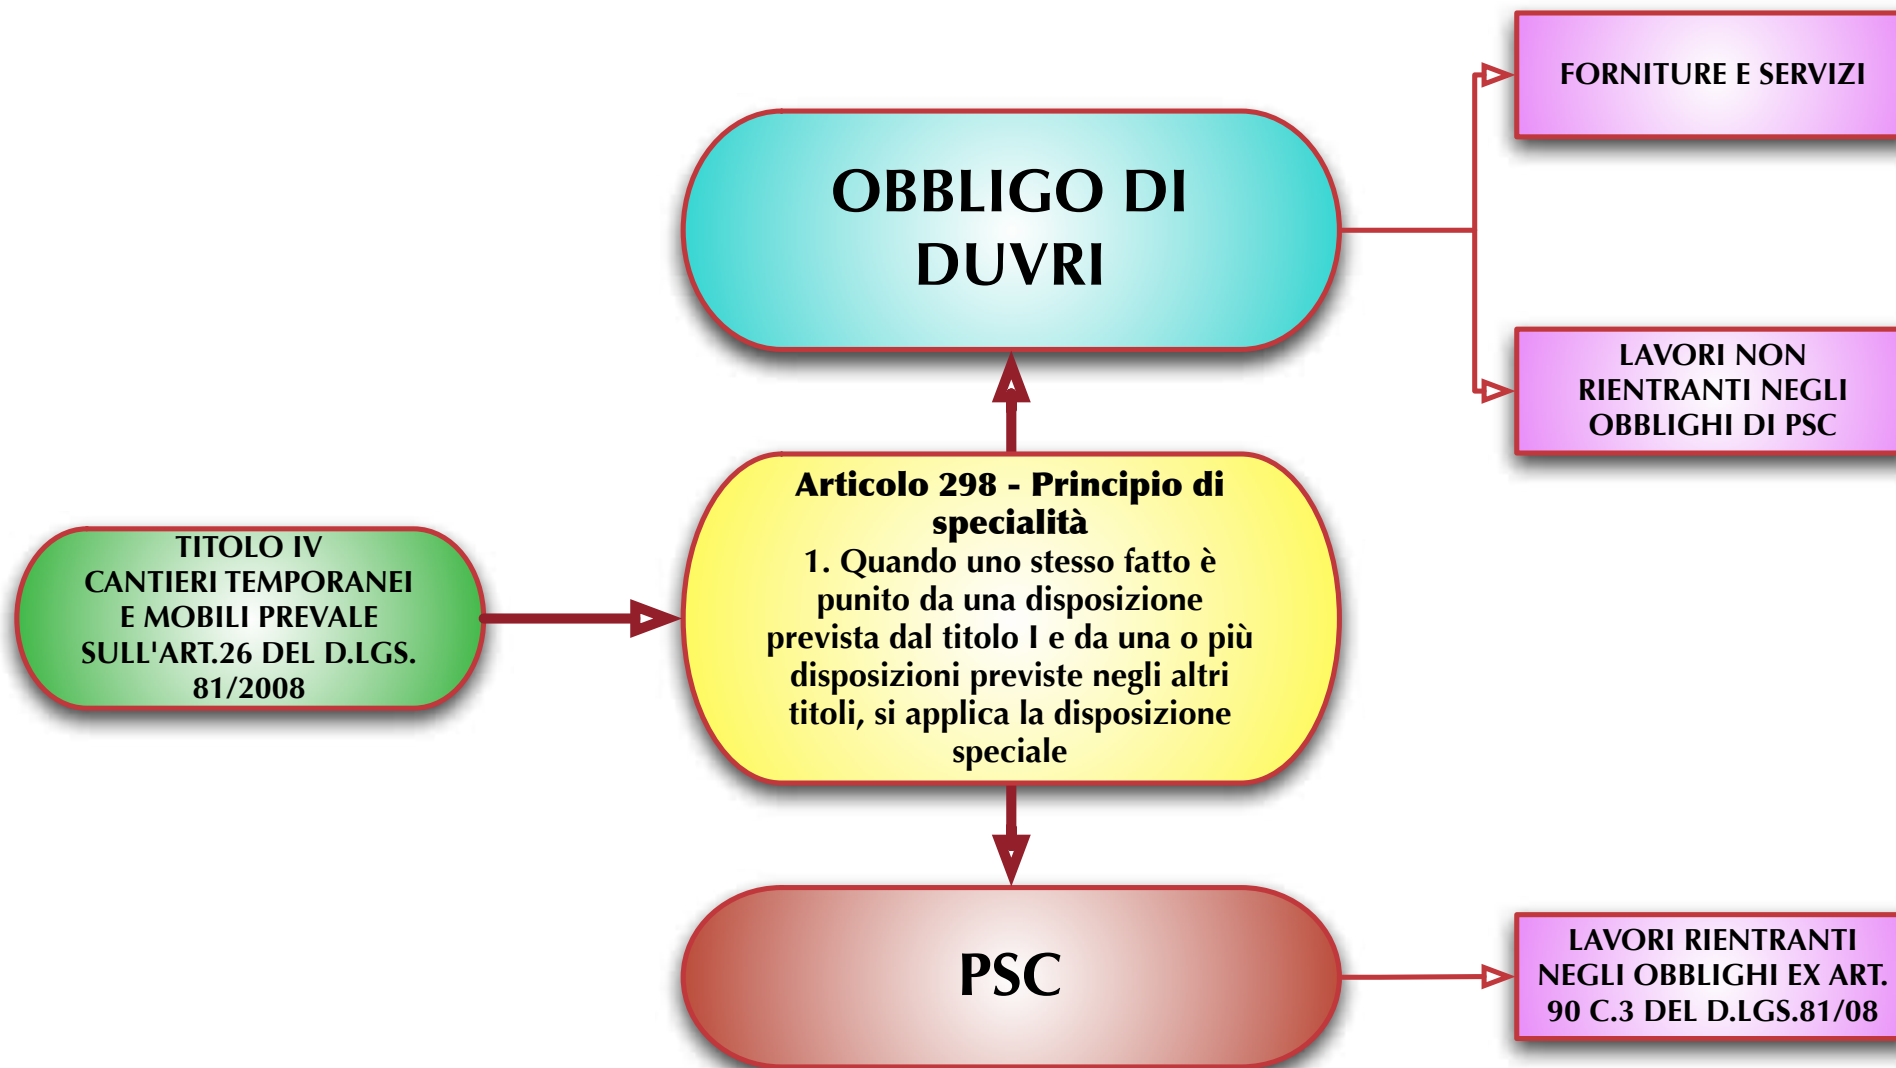 FORNITURE E SERVIZI
OBBLIGO DI
DUVRI
LAVORI NON
RIENTRANTI NEGLI
OBBLIGHI DI PSC
TITOLO IV
CANTIERI TEMPORANEI
E MOBILI PREVALE
SULL'ART.26 DEL D.LGS.
81/2008
Articolo 298 - Principio di
specialità
1. Quando uno stesso fatto è
punito da una disposizione
prevista dal titolo I e da una o più
disposizioni previste negli altri
titoli, si applica la disposizione
speciale
PSC
LAVORI RIENTRANTI
NEGLI OBBLIGHI EX ART.
90 C.3 DEL D.LGS.81/08